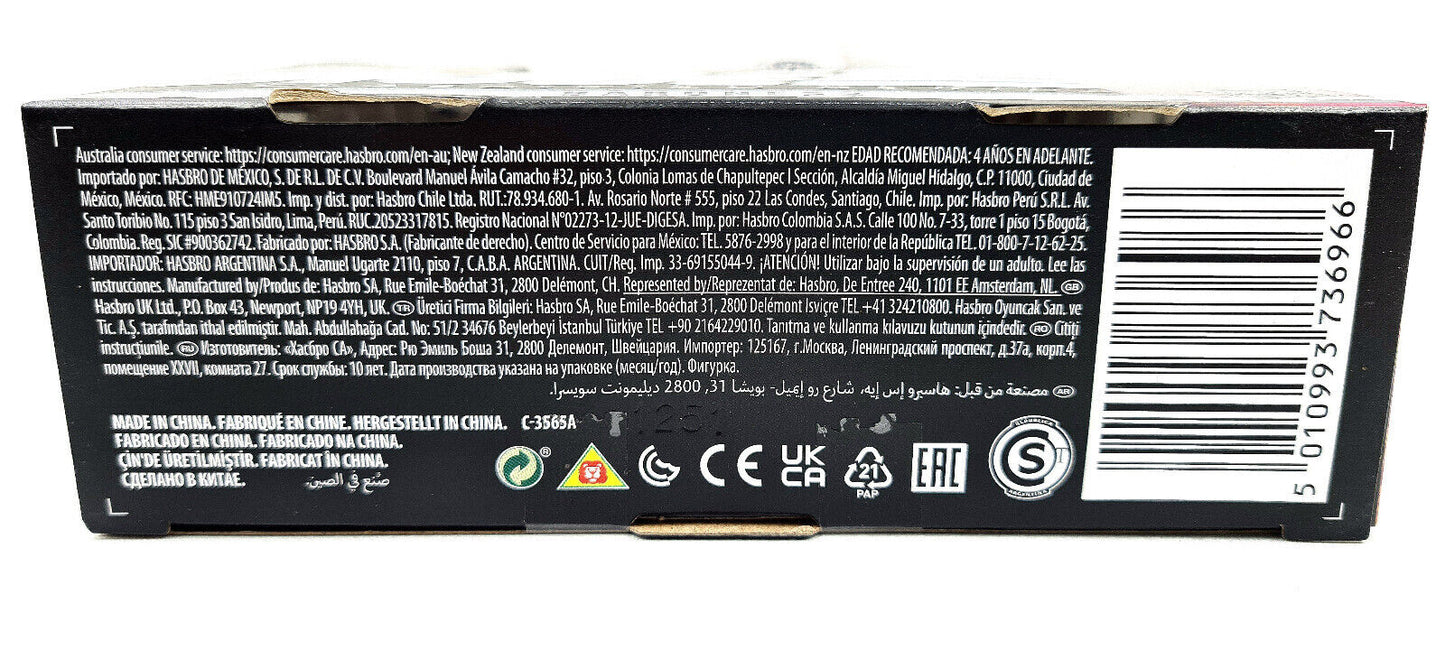 Australia consumer service: https://consumercare.hasbro.com/en-au; New Zealand consumer service: https://consumercare.hasbro.com/en-nz EDAD RECOMENDADA: 4 AÑOS EN ADELANTE.
Importado por: HASBRO DE MÉXICO, S. DE R.L. DE C.V. Boulevard Manuel Ávila Camacho #32, piso 3, Colonia Lomas de Chapultepec I Sección, Alcaldía Miguel Hidalgo, C.P. 11000, Ciudad de
México, México. RFC: HME910724IM5. Imp. y dist. por: Hasbro Chile Ltda. RUT.:78.934.680-1. Av. Rosario Norte # 555, piso 22 Las Condes, Santiago, Chile. Imp. por: Hasbro Perú S.R.L. Av.
Santo Toribio No. 115 piso 3 San Isidro, Lima, Perú. RUC.20523317815. Registro Nacional N°02273-12-JUE-DIGESA. Imp. por: Hasbro Colombia S.A.S. Calle 100 No. 7-33, torre 1 piso 15 Bogotá,
Colombia. Reg. SIC #900362742. Fabricado por: HASBRO S.A. (Fabricante de derecho). Centro de Servicio para México: TEL. 5876-2998 y para el interior de la República TEL. 01-800-7-12-62-25.
IMPORTADOR: HASBRO ARGENTINA S.A., Manuel Ugarte 2110, piso 7, C.A.B.A. ARGENTINA. CUIT/Reg. Imp. 33-69155044-9. ¡ATENCIÓN! Utilizar bajo la supervisión de un adulto. Lee las
instrucciones. Manufactured by/Produs de: Hasbro SA, Rue Emile-Boéchat 31, 2800 Delémont, CH. Represented by/Reprezentat de: Hasbro, De Entree 240, 1101 EE Amsterdam, NL. GB
Hasbro UK Ltd., P.O. Box 43, Newport, NP19 4YH, UK. TR Üretici Firma Bilgileri: Hasbro SA, Rue Emile-Boéchat 31, 2800 Delémont İsviçre TEL +41 324210800. Hasbro Oyuncak San. ve
Tic. A.Ş. tarafından ithal edilmiştir. Mah. Abdullahağa Cad. No: 51/2 34676 Beylerbeyi İstanbul Türkiye TEL +90 2164229010. Tanıtma ve kullanma kılavuzu kutunun içindedir. RO Citiți
instrucțiunile. RU Изготовитель: «Хасбро СА», Адрес: Рю Эмиль Боша 31, 2800 Делемонт, Швейцария. Импортер: 125167, г.Москва, Ленинградский проспект, д.37а, корп.4,
помещение XXVII, комната 27. Срок службы: 10 лет. Дата производства указана на упаковке (месяц/год). Фигурка.
AR مصنعة من قبل: هاسبرو إس إيه، شارع رو إميل- بويشا 31, 2800 ديليمونت سويسرا.
MADE IN CHINA. FABRIQUÉ EN CHINE. HERGESTELLT IN CHINA. C-3565A
FABRICADO EN CHINA. FABRICADO NA CHINA.
ÇİN'DE ÜRETİLMİŞTİR. FABRICAT ÎN CHINA.
СДЕЛАНО В КИТАЕ. صنع في الصين.
1251
® CE UK CA 21 PAP EAC
REPUBLICA S ARGENTINA
5 010993 736966